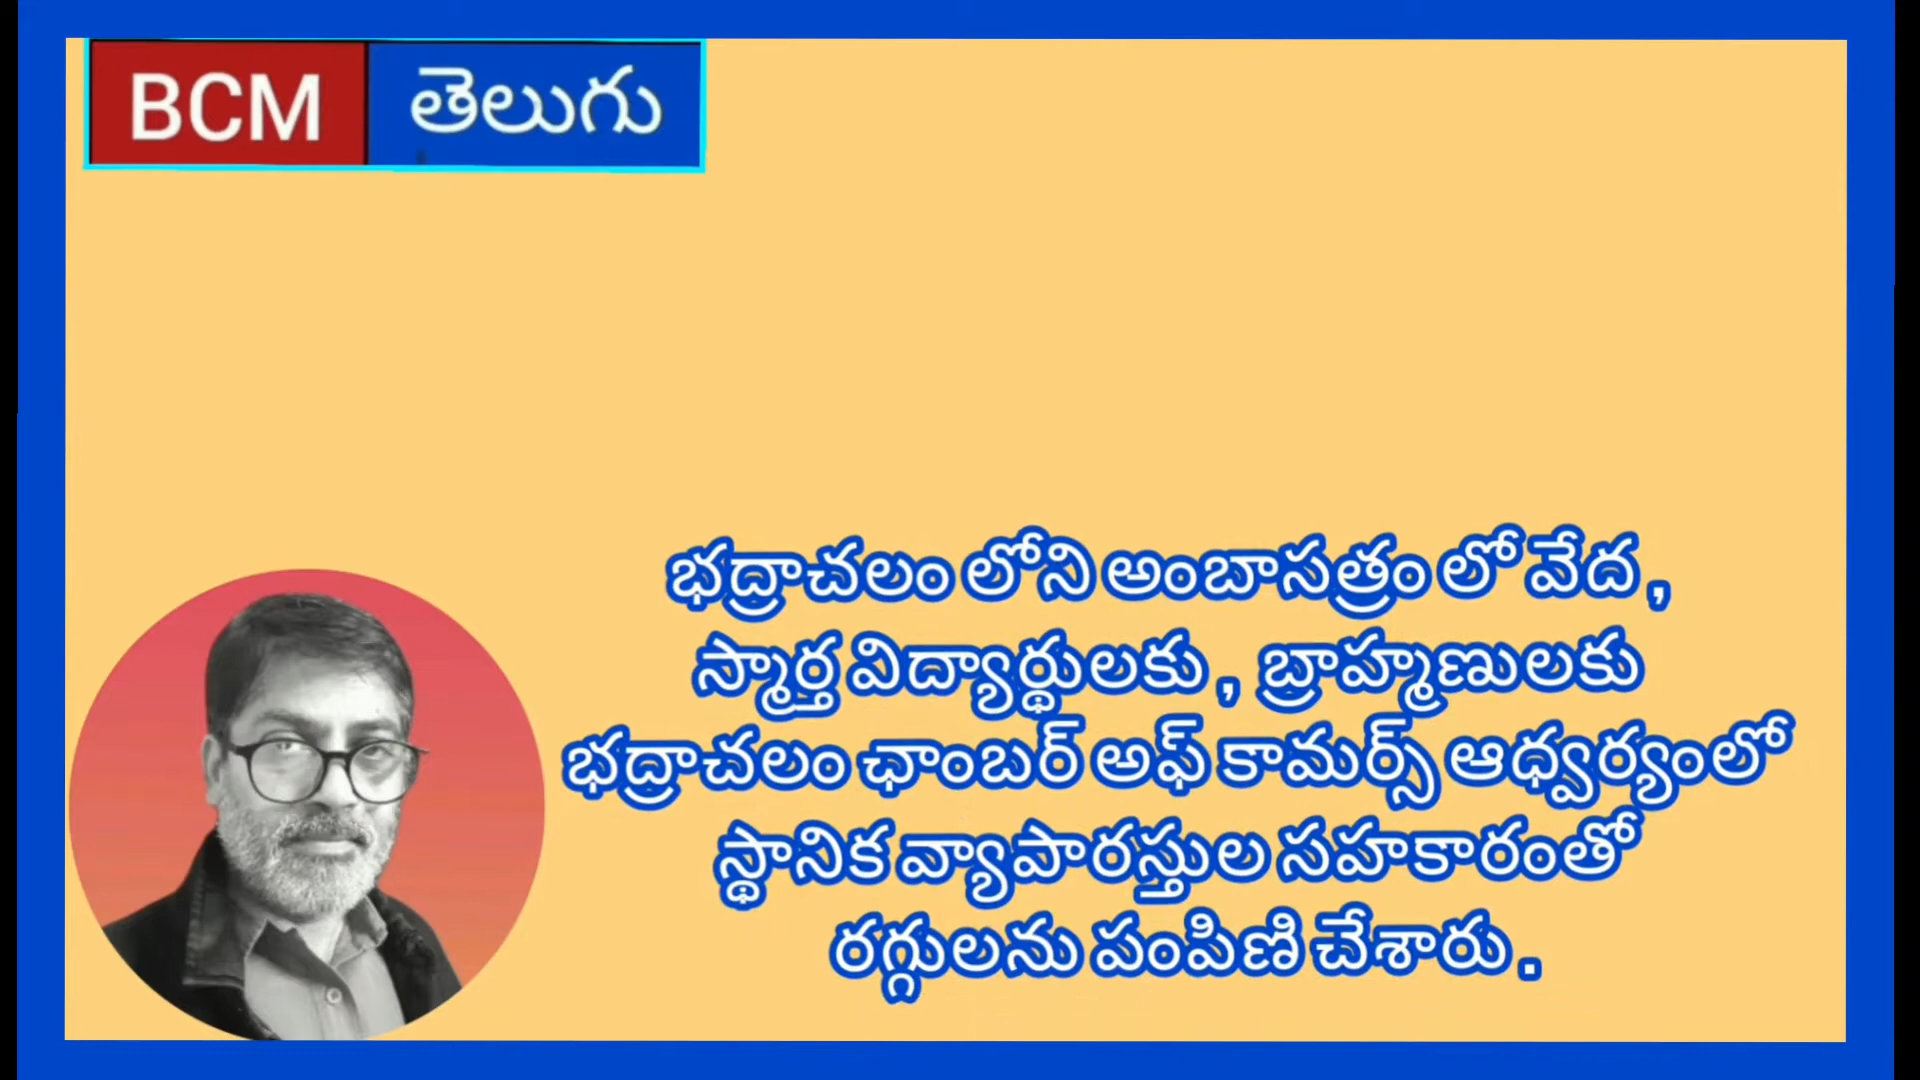 BCM తెలుగు
భద్రాచలం లోని అంబాసత్రం లో వేద ,
స్మార్త విద్యార్థులకు , బ్రాహ్మణులకు
భద్రాచలం ఛాంబర్ అఫ్ కామర్స్ ఆధ్వర్యంలో
స్థానిక వ్యాపారస్తుల సహకారంతో
రగ్గులను పంపిణి చేశారు .